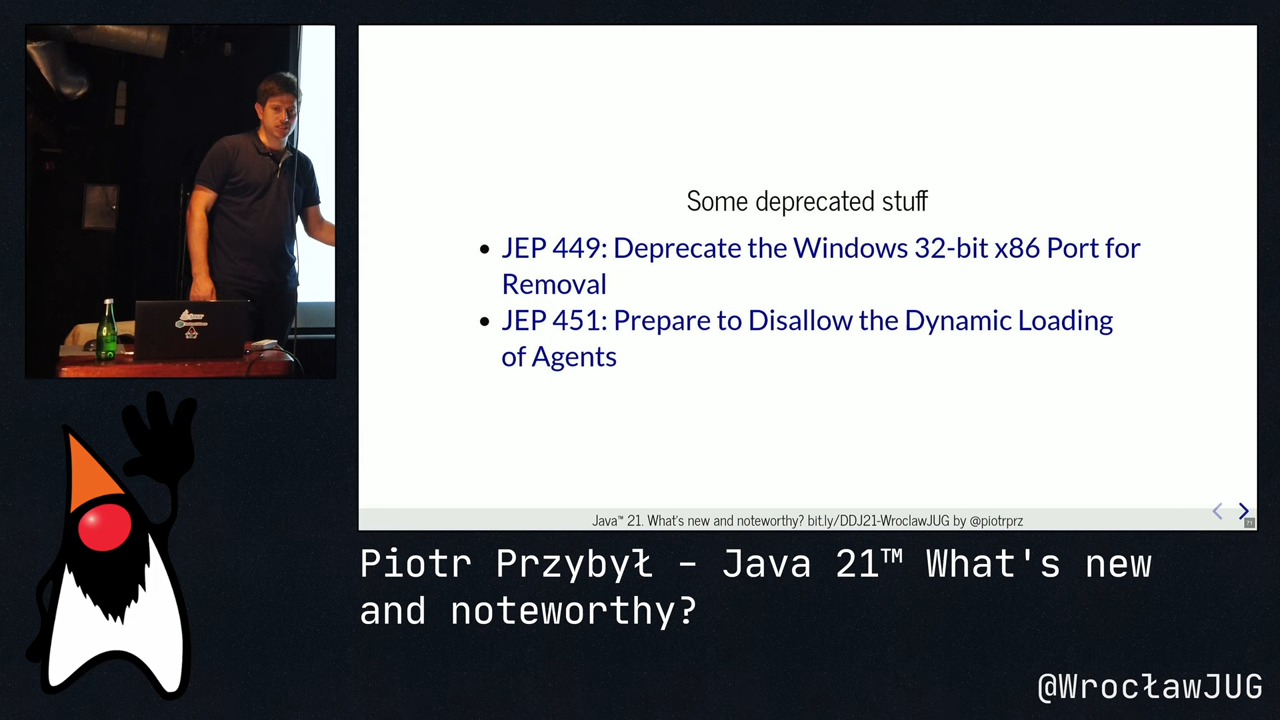 Some deprecated stuff
• JEP 449: Deprecate the Windows 32-bit x86 Port for
Removal
• JEP 451: Prepare to Disallow the Dynamic Loading
of Agents
Java™ 21. What's new and noteworthy? bit.ly/DDJ21-WroclawJUG by @piotrprz
Piotr Przybył – Java 21™ What's new
and noteworthy?
@WrocławJUG